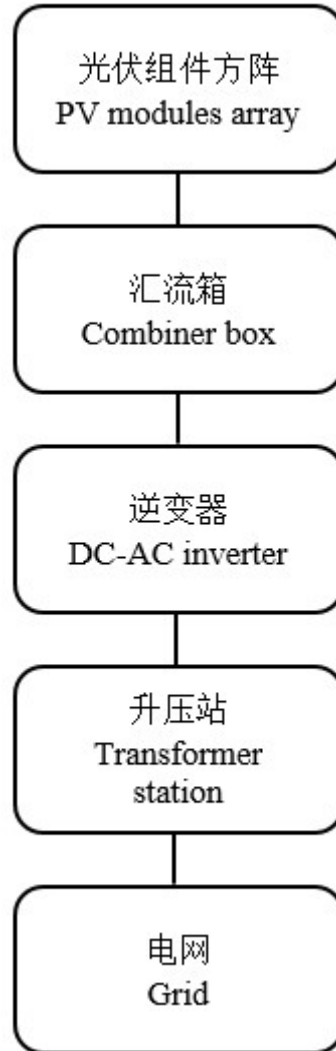 光伏组件方阵
PV modules array
汇流箱
Combiner box
逆变器
DC-AC inverter
升压站
Transformer
station
电网
Grid